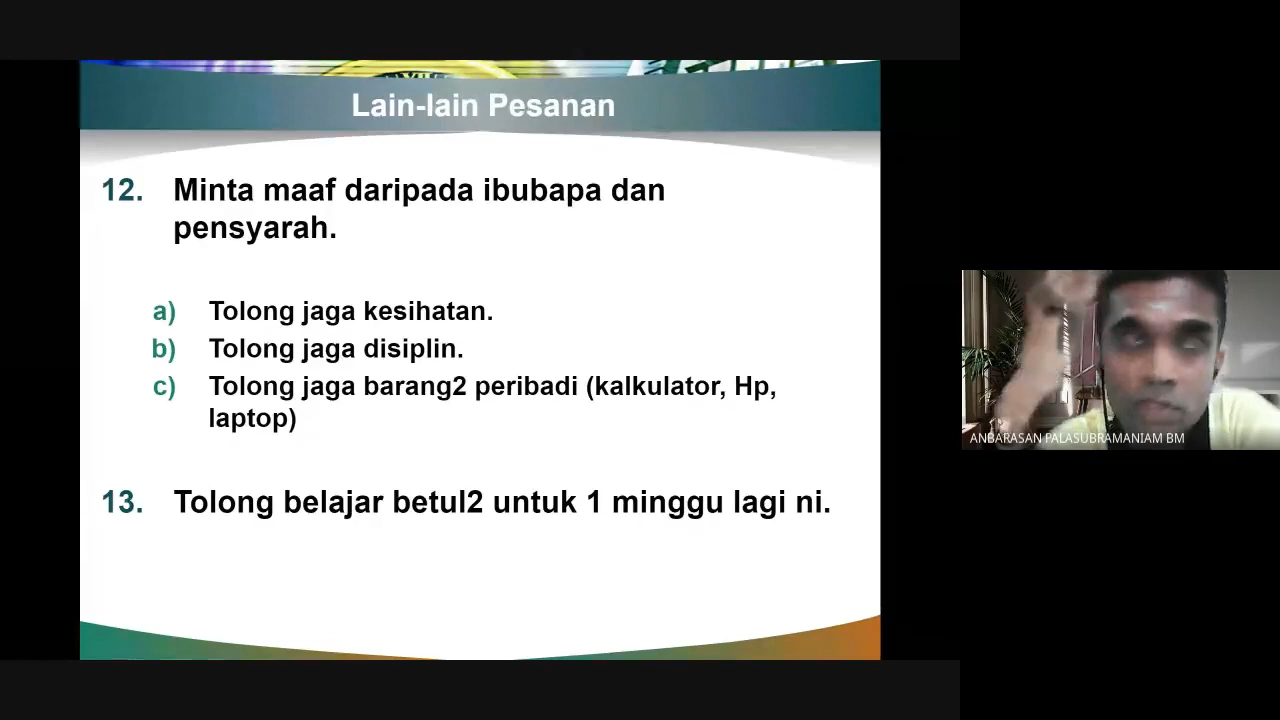 Lain-lain Pesanan
12. Minta maaf daripada ibubapa dan
pensyarah.
a) Tolong jaga kesihatan.
b) Tolong jaga disiplin.
c) Tolong jaga barang2 peribadi (kalkulator, Hp,
laptop)
13. Tolong belajar betul2 untuk 1 minggu lagi ni.
ANBARASAN PALASUBRAMANIAM BM